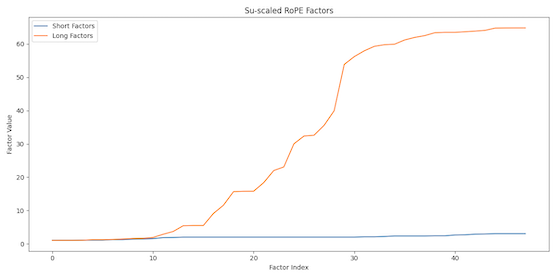 Su-scaled RoPE Factors
Short Factors
Long Factors
Factor Value
60
50
40
30
20
10
0
0
10
20
30
40
Factor Index